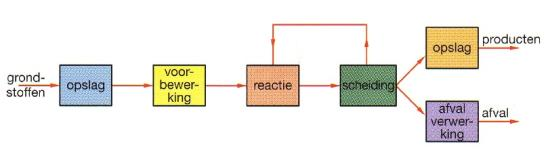 grond-
stoffen
opslag
voor-
bewer-
king
reactie
scheiding
opslag
producten
afval
verwer-
king
afval